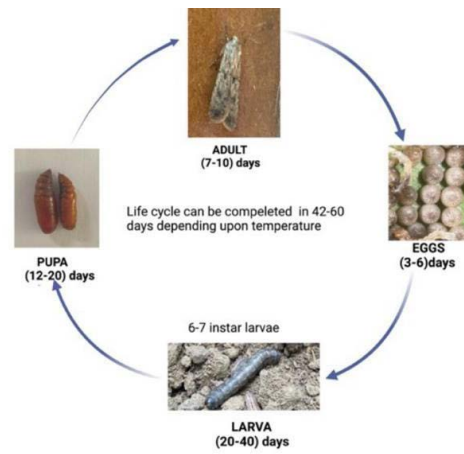 ADULT
(7-10) days
Life cycle can be compeleted in 42-60
days depending upon temperature
EGGS
(3-6)days
PUPA
(12-20) days
6-7 instar larvae
LARVA
(20-40) days